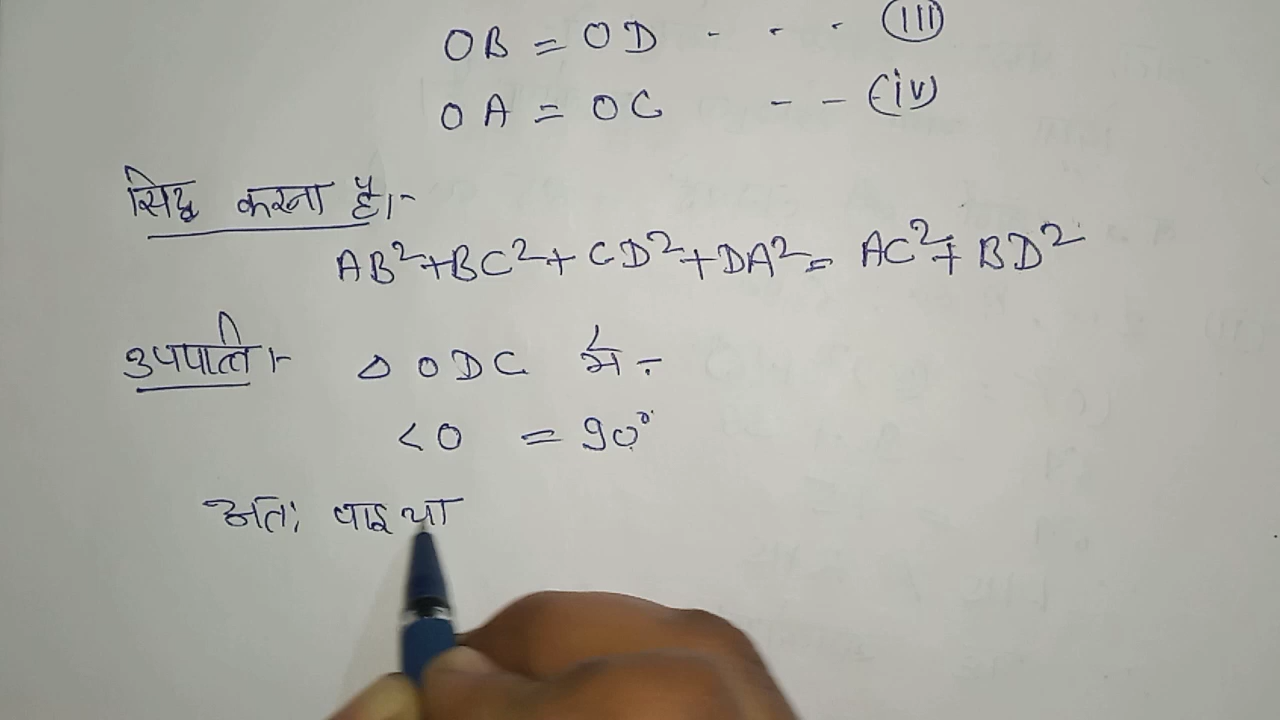 OB = OD - - - (iii)
OA = OC - - (iv)
सिद्ध करना है।-
AB²+BC²+CD²+DA² = AC²+ BD²
उपपत्ति।- △ ODC में -
<O = 90°
अतः पाइथा